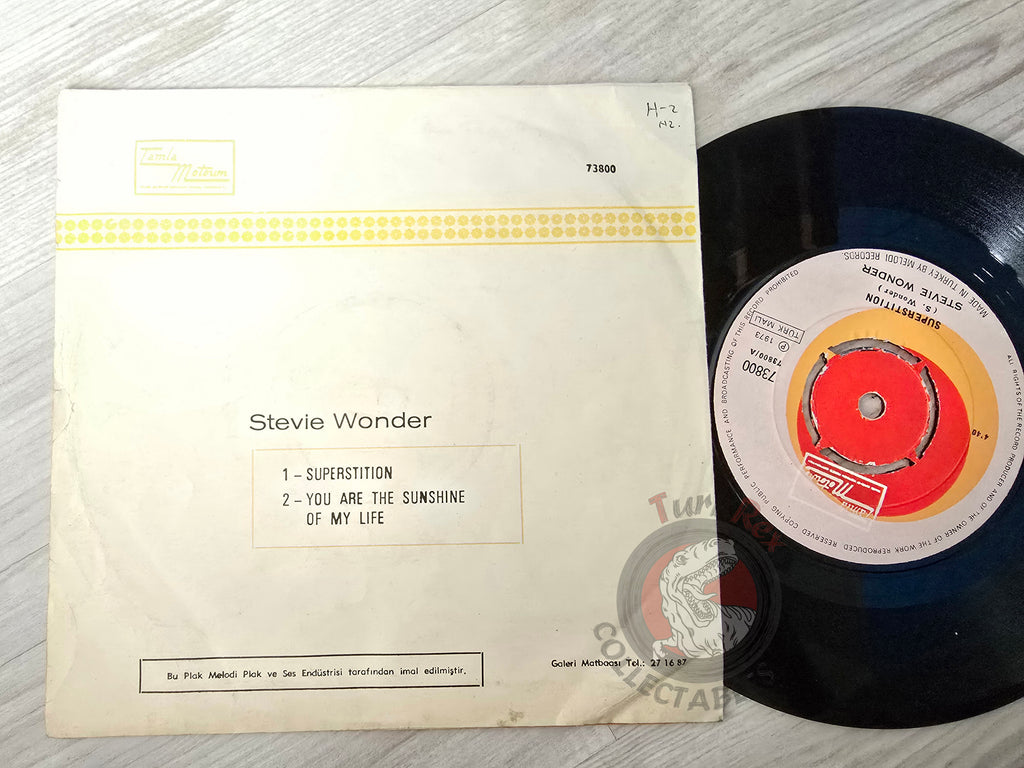 H-2
Nz.
Tamla
Motown
73800
Stevie Wonder
1 - SUPERSTITION
2 - YOU ARE THE SUNSHINE
OF MY LIFE
Bu Plak Melodi Plak ve Ses Endüstrisi tarafından imal edilmiştir.
Galeri Matbaası Tel.: 27 16 87
ALL RIGHTS OF THE RECORD PRODUCER AND OF THE OWNER OF THE WORK REPRODUCED RESERVED COPYING PUBLIC PERFORMANCE AND BROADCASTING OF THIS RECORD PROHIBITED
MADE IN TURKEY BY MELODI RECORDS.
Tamla
Motown
73800
73800/A
℗ 1973
TÜRK MALI
4'40
SUPERSTITION
(S. Wonder)
STEVIE WONDER
Turk Rex
COLLECTABLES